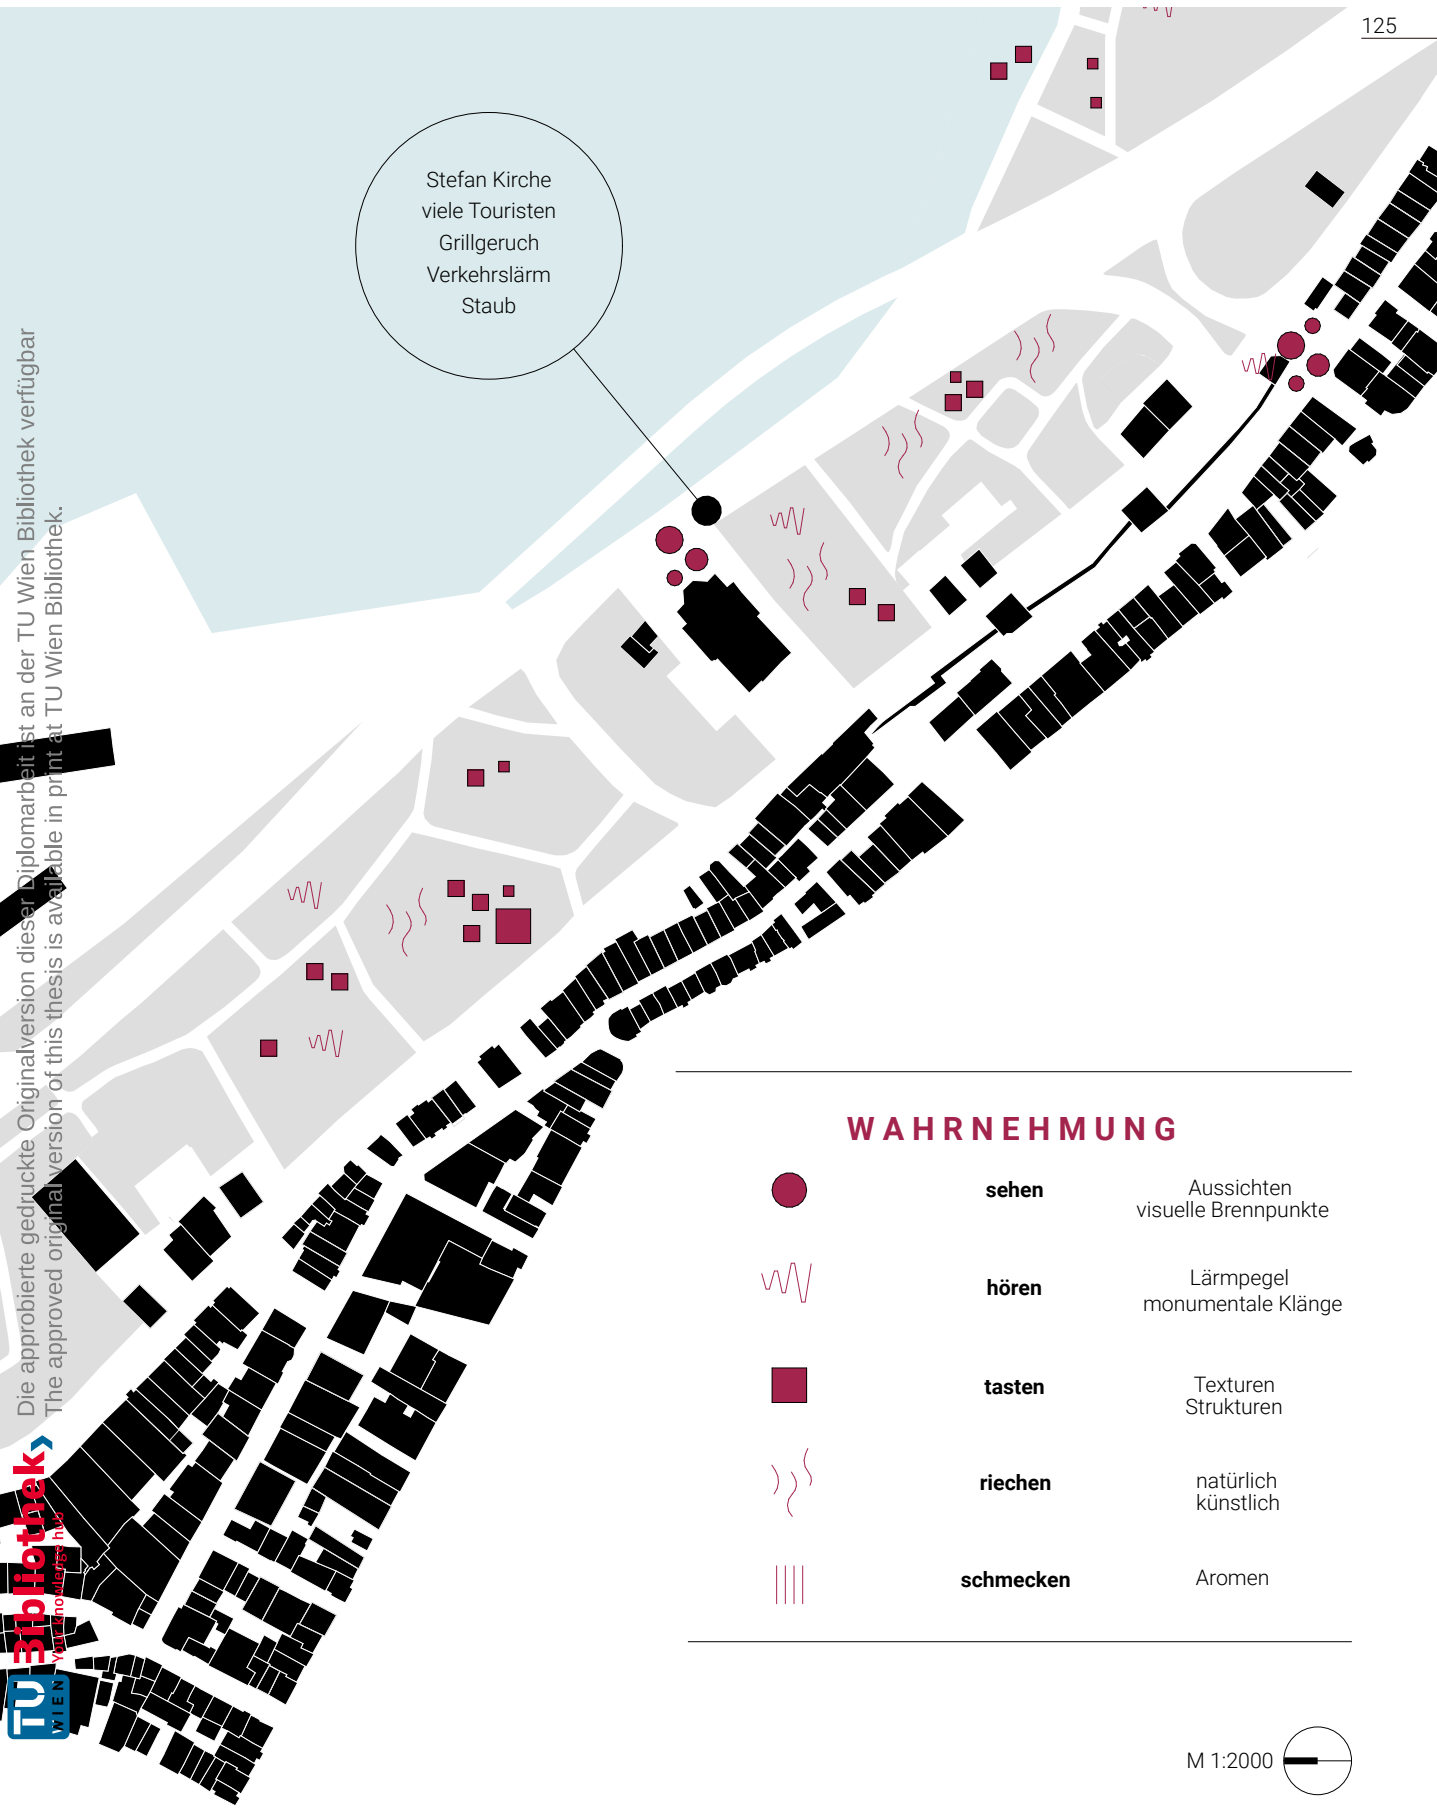 125
Stefan Kirche
viele Touristen
Grillgeruch
Verkehrslärm
Staub
WAHRNEHMUNG
sehen
Aussichten
visuelle Brennpunkte
hören
Lärmpegel
monumentale Klänge
tasten
Texturen
Strukturen
riechen
natürlich
künstlich
schmecken
Aromen
M 1:2000
Die approbierte gedruckte Originalversion dieser Diplomarbeit ist an der TU Wien Bibliothek verfügbar
The approved original version of this thesis is available in print at TU Wien Bibliothek.
Bibliothek
Your knowledge hub
TU
WIEN